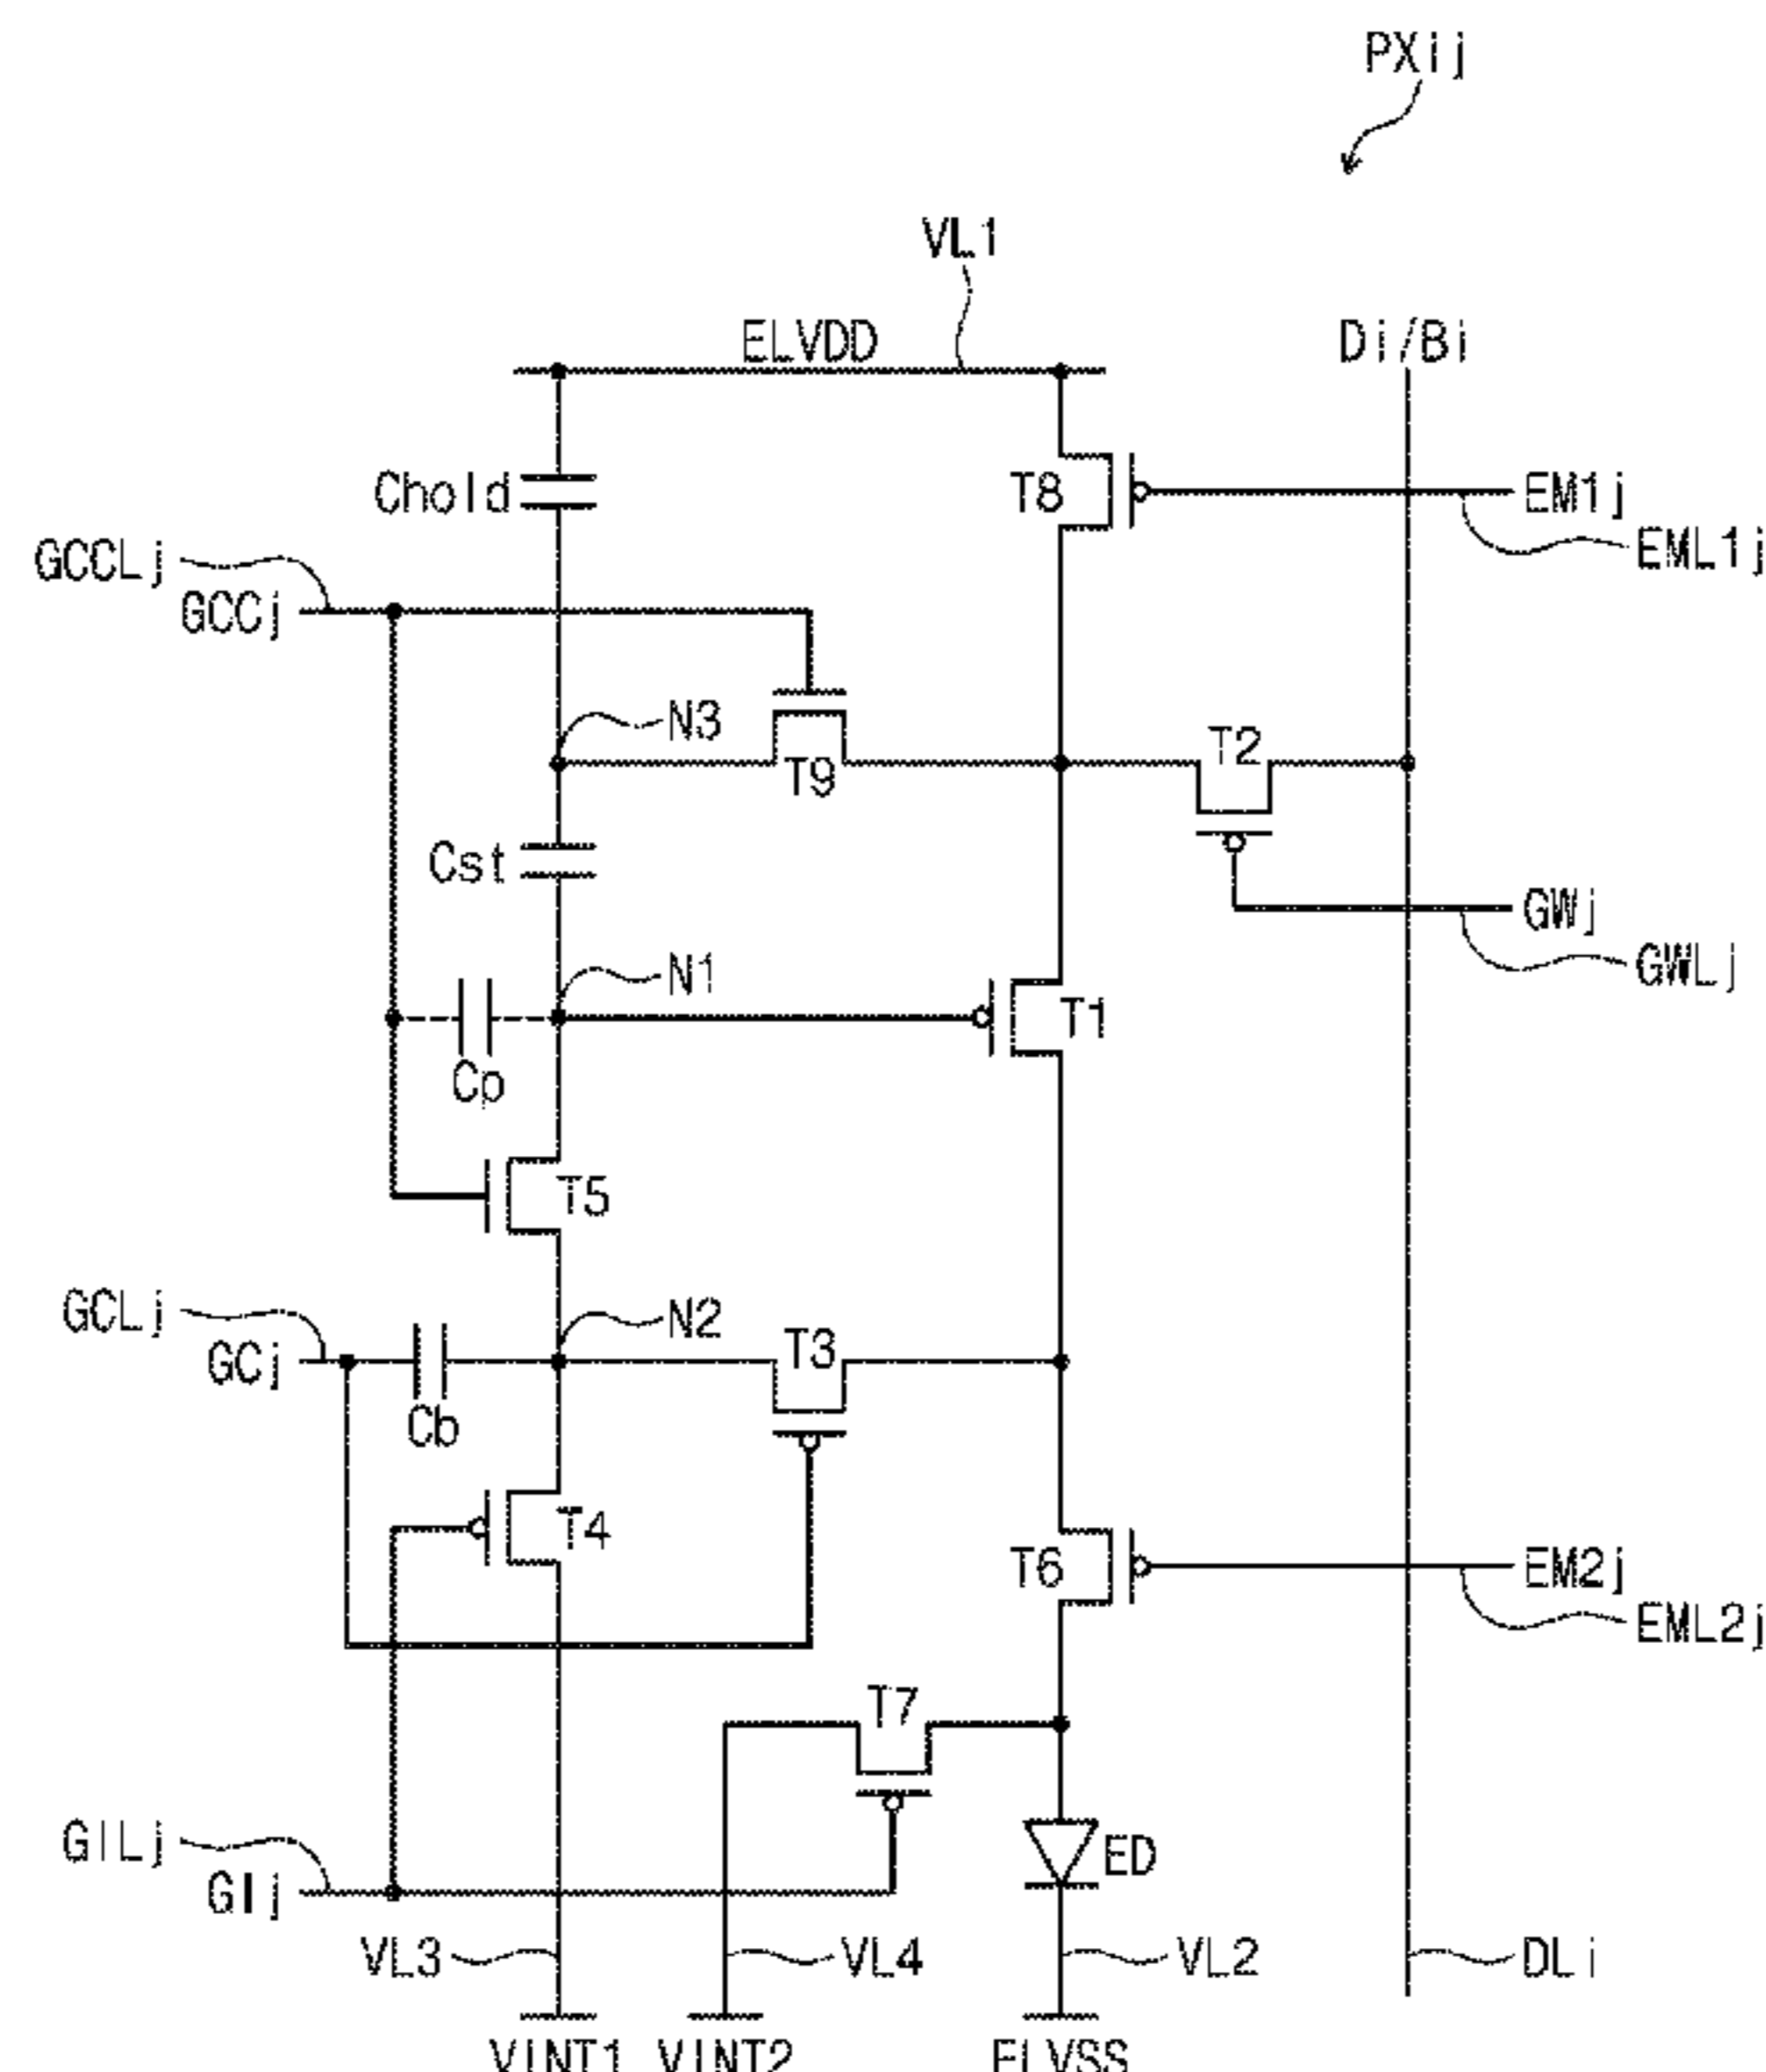 PXij
VL1
ELVDD
Di/Bi
Chold
T8
EM1j
EML1j
GCCLj
GCCj
N3
T9
T2
Cst
GWj
GWLj
N1
T1
Cp
T5
GCLj
GCj
N2
T3
Cb
T4
T6
EM2j
EML2j
T7
GILj
GIj
ED
VL3
VL4
VL2
DLi
VINT1
VINT2
ELVSS